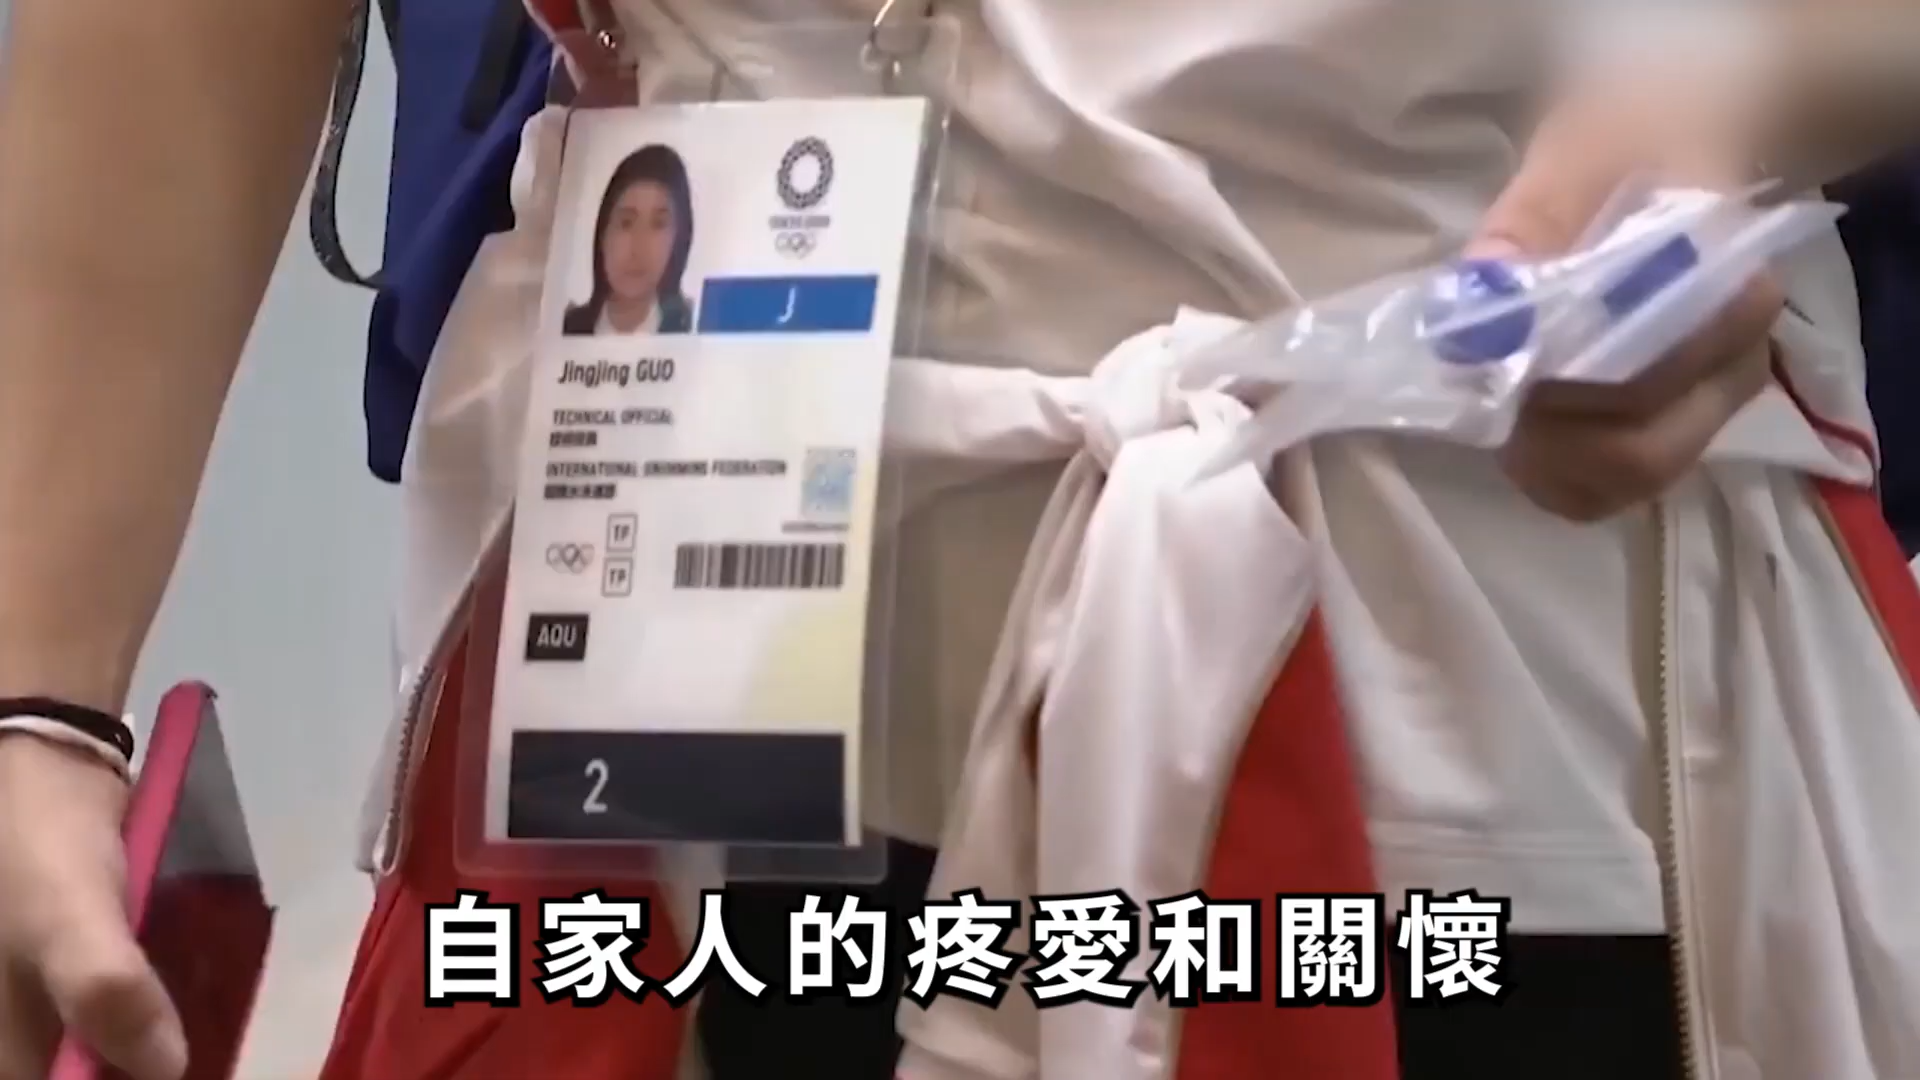 J
Jingjing GUO
TECHNICAL OFFICIAL
INTERNATIONAL SWIMMING FEDERATION
TP
TP
AQU
2
自家人的疼愛和關懷